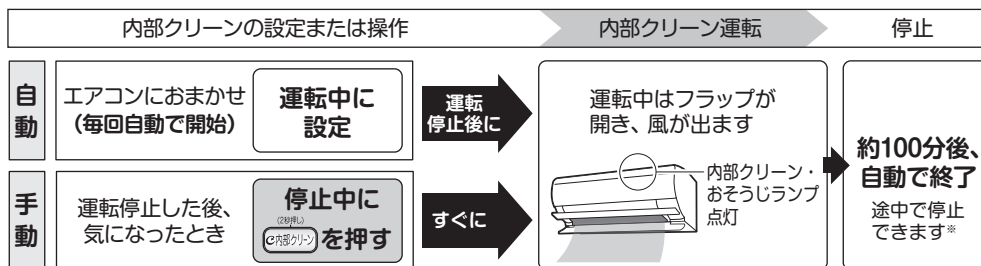 内部クリーンの設定または操作
内部クリーン運転
停止
自動
エアコンにおまかせ
(毎回自動で開始)
運転中に
設定
運転
停止後に
手動
運転停止した後、
気になったとき
停止中に
(2秒押し)
内部クリーン を押す
すぐに
運転中はフラップが
開き、風が出ます
内部クリーン・
おそうじランプ
点灯
約100分後、
自動で終了
途中で停止
できます※